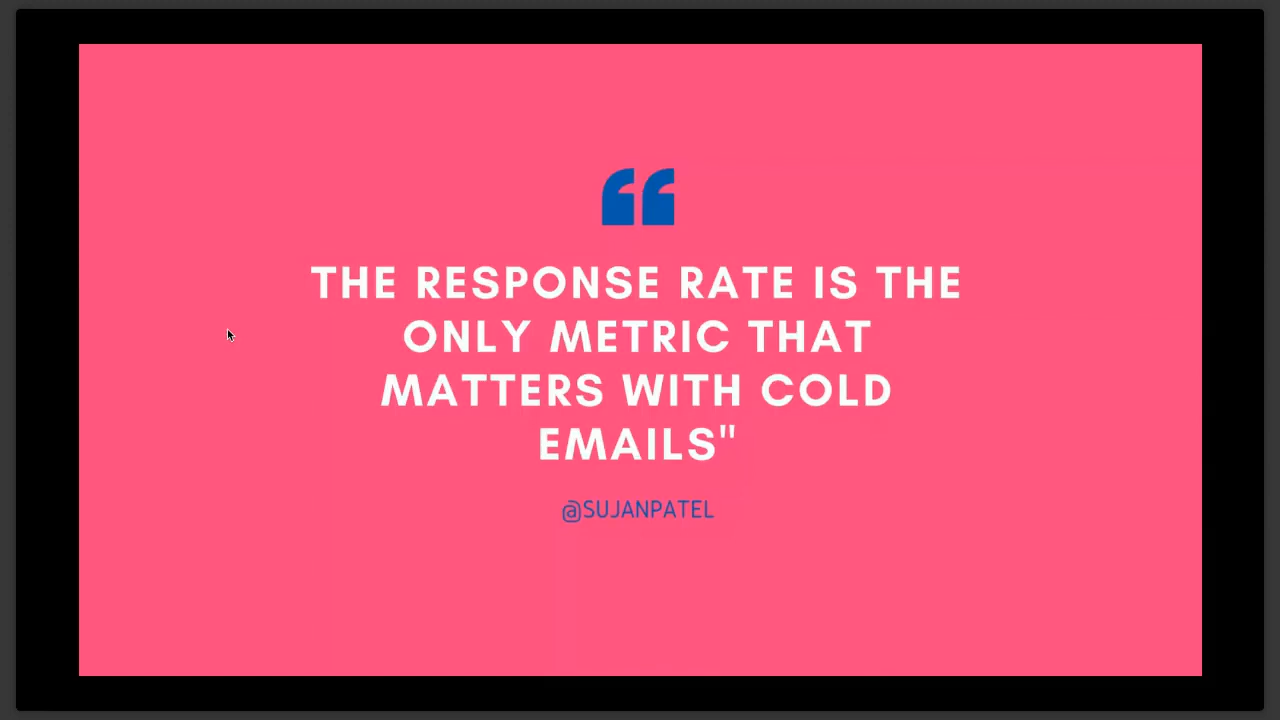 “
THE RESPONSE RATE IS THE
ONLY METRIC THAT
MATTERS WITH COLD
EMAILS"
@SUJANPATEL